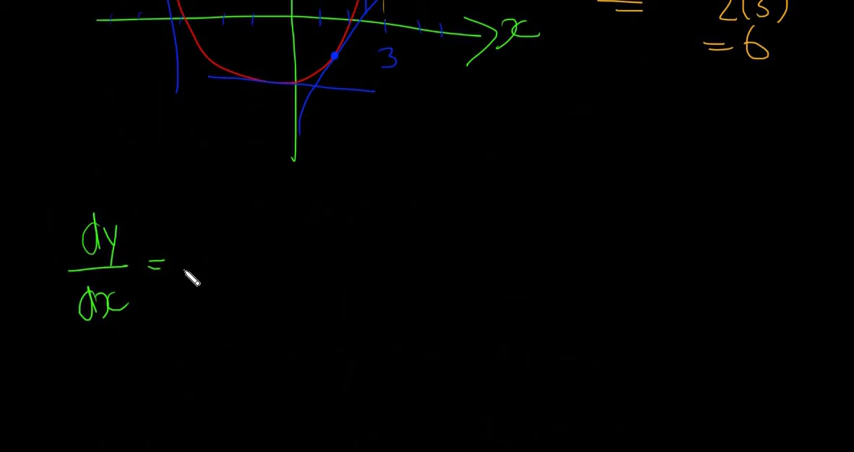 x
3
2(3)
= 6
dy
dx =